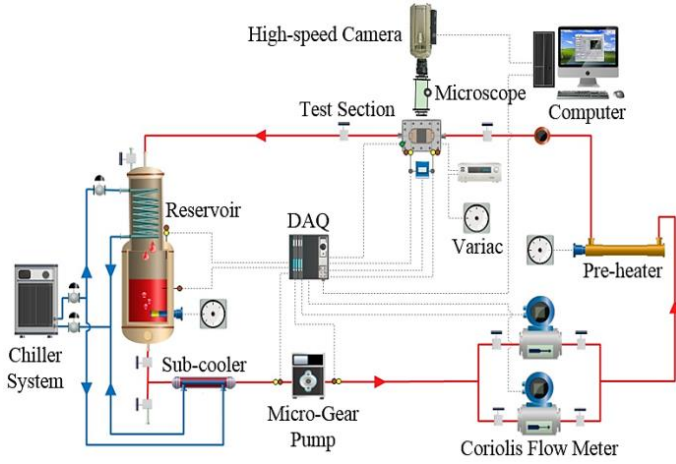 High-speed Camera
Microscope
Test Section
Computer
Reservoir
DAQ
Variac
Pre-heater
Chiller
System
Sub-cooler
Micro-Gear
Pump
Coriolis Flow Meter